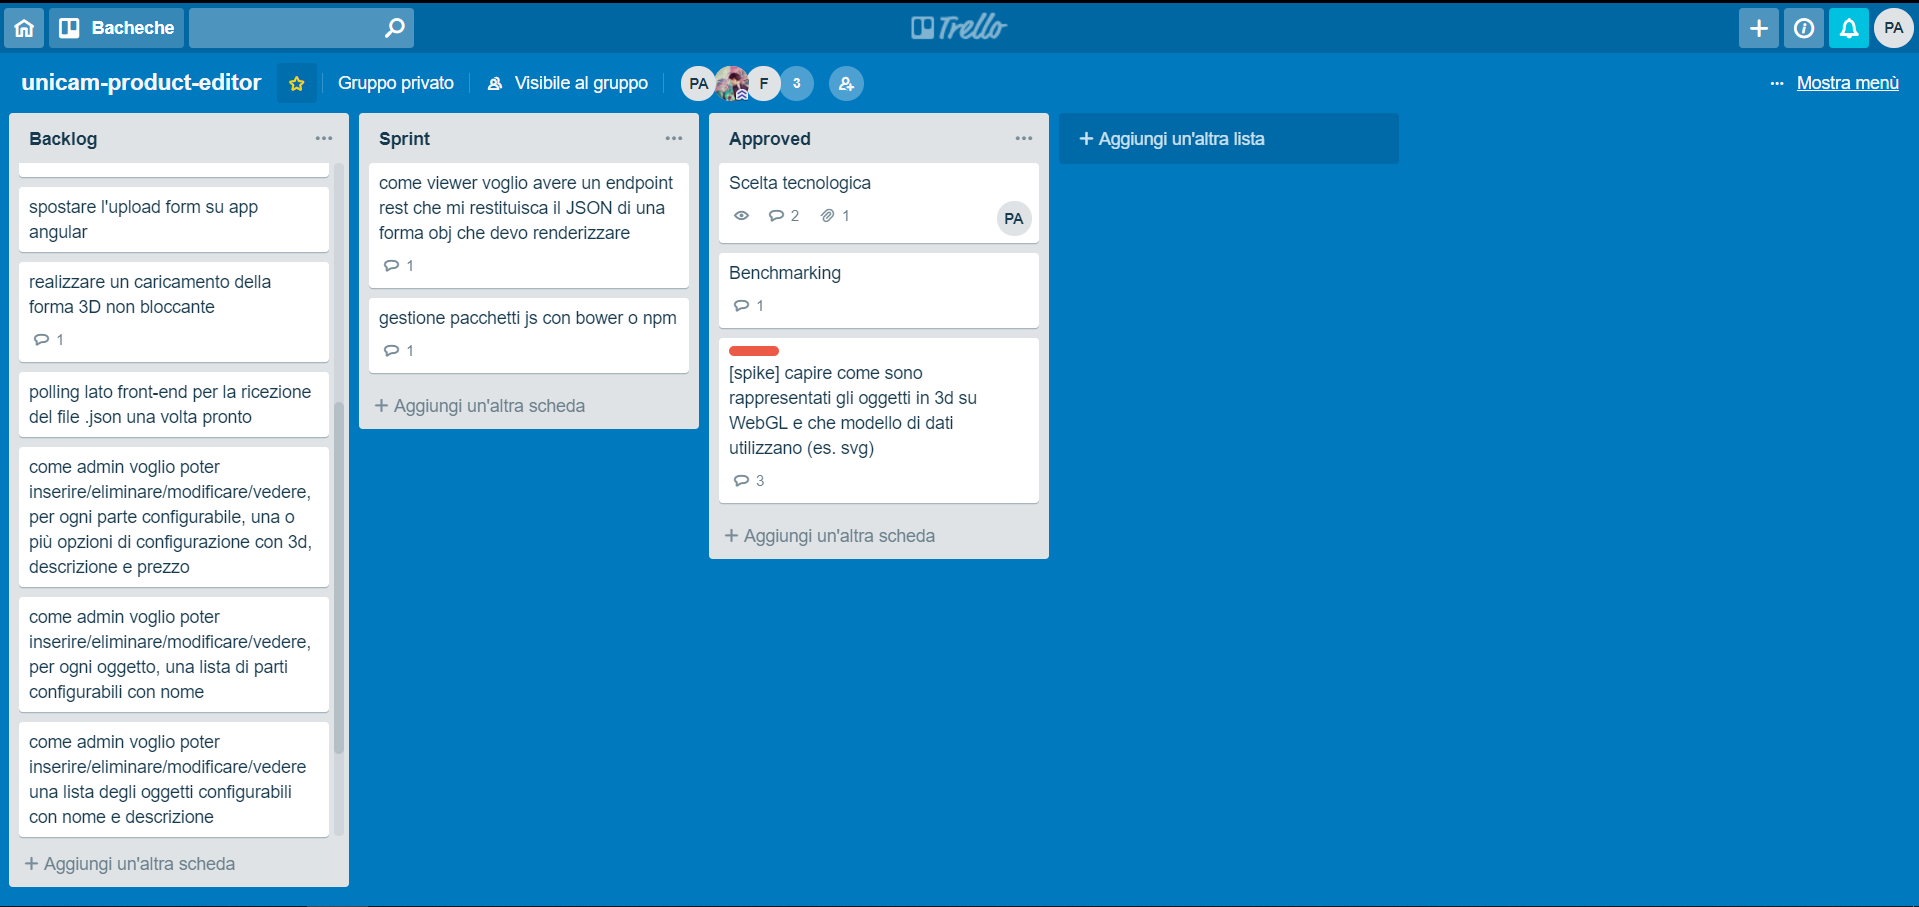 Bacheche
Trello
PA
unicam-product-editor
Gruppo privato
Visibile al gruppo
PA
F
3
Mostra menù
Backlog
spostare l'upload form su app
angular
realizzare un caricamento della
forma 3D non bloccante
1
polling lato front-end per la ricezione
del file .json una volta pronto
come admin voglio poter
inserire/eliminare/modificare/vedere,
per ogni parte configurabile, una o
più opzioni di configurazione con 3d,
descrizione e prezzo
come admin voglio poter
inserire/eliminare/modificare/vedere,
per ogni oggetto, una lista di parti
configurabili con nome
come admin voglio poter
inserire/eliminare/modificare/vedere
una lista degli oggetti configurabili
con nome e descrizione
+ Aggiungi un'altra scheda
Sprint
come viewer voglio avere un endpoint
rest che mi restituisca il JSON di una
forma obj che devo renderizzare
1
gestione pacchetti js con bower o npm
1
+ Aggiungi un'altra scheda
Approved
Scelta tecnologica
2 1
PA
Benchmarking
1
[spike] capire come sono
rappresentati gli oggetti in 3d su
WebGL e che modello di dati
utilizzano (es. svg)
3
+ Aggiungi un'altra scheda
+ Aggiungi un'altra lista